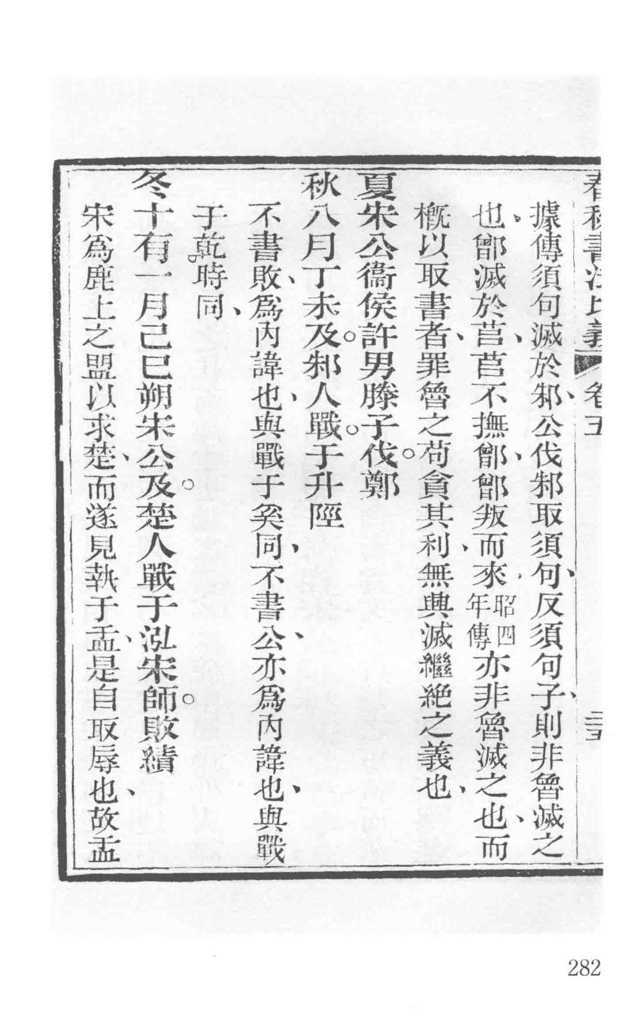 春秋書法比義 卷五
據傳須句滅於邾公伐邾取須句反須句子則非魯滅之
也鄫滅於莒莒不撫鄫鄫叛而來昭四年傳亦非魯滅之也而
概以取書者罪魯之苟貪其利無興滅繼絕之義也
夏宋公衞侯許男滕子伐鄭
秋八月丁未及邾人戰于升陘
不書敗爲內諱也與戰于奚同不書公亦爲內諱也與戰
于乾時同
冬十有一月己巳朔宋公及楚人戰于泓宋師敗績
宋爲鹿上之盟以求楚而遂見執于盂是自取辱也故盂
282